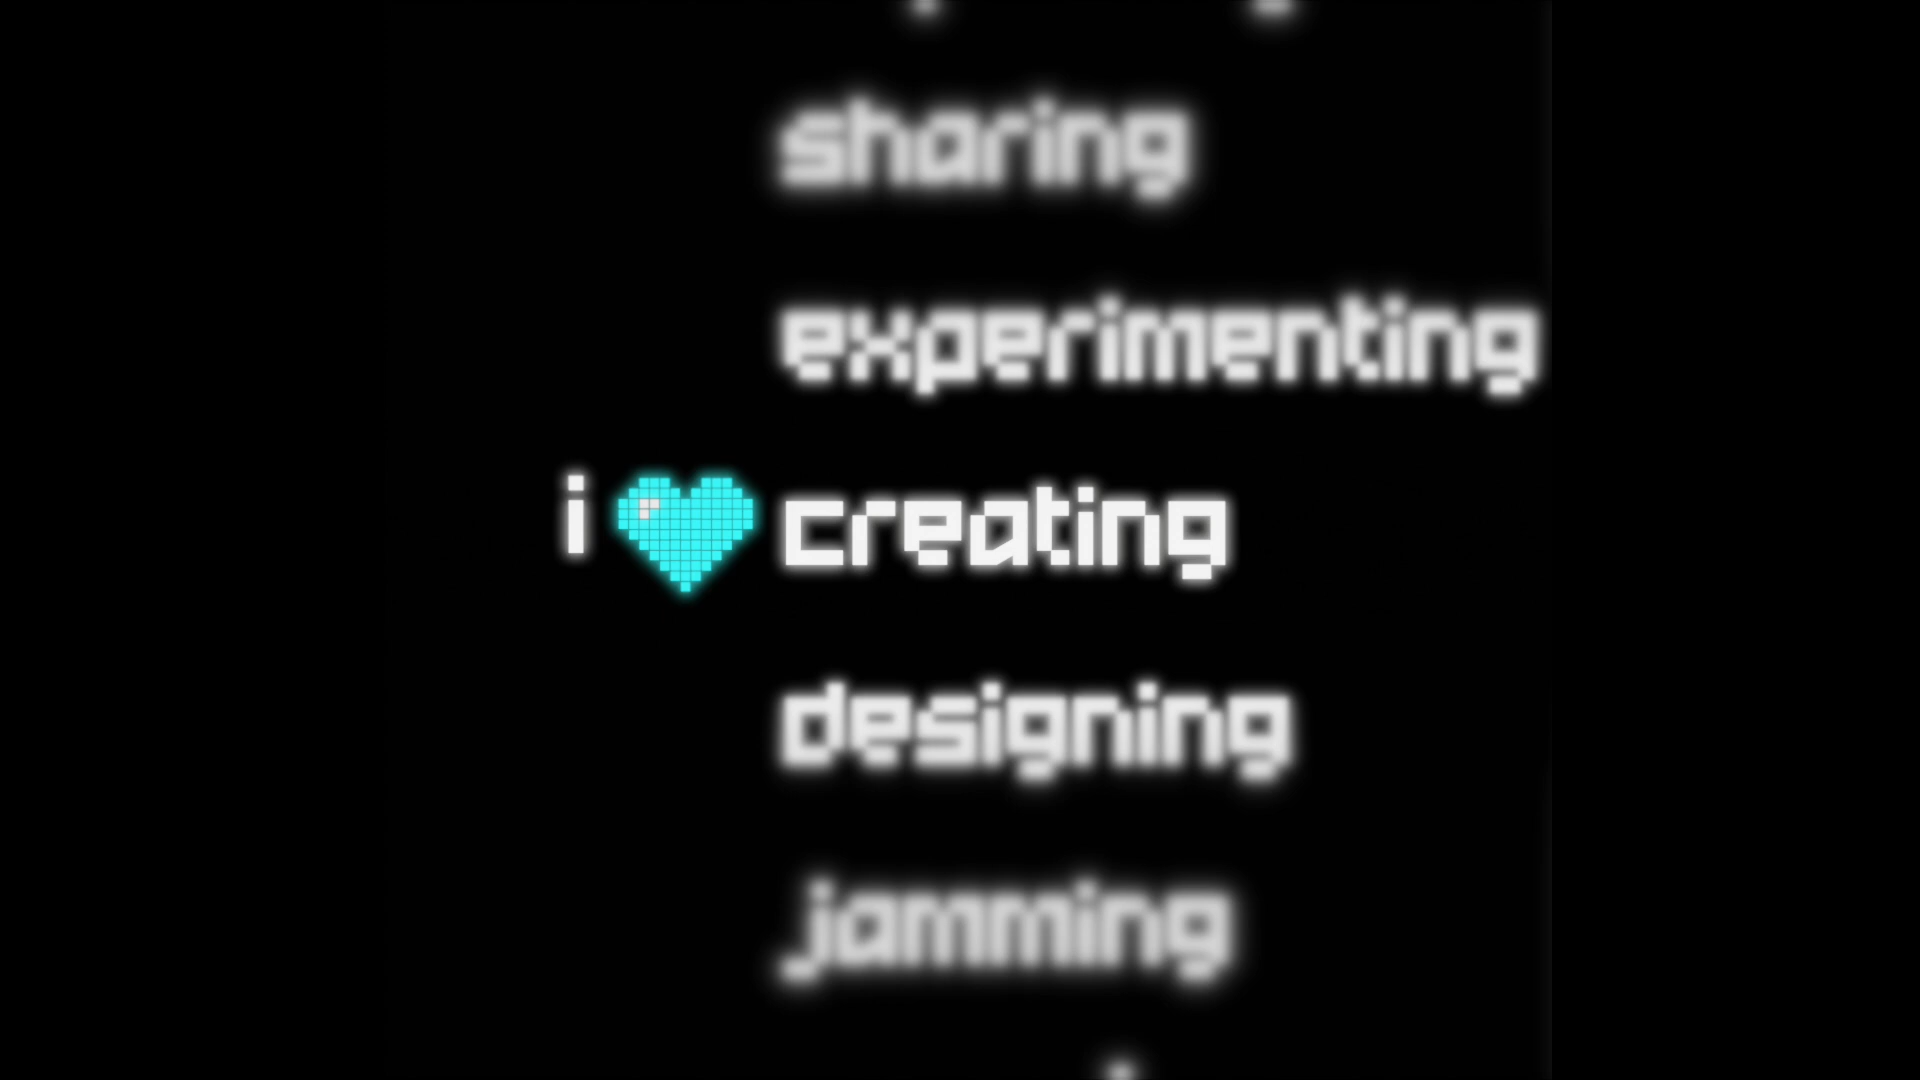 sharing
experimenting
i creating
designing
jamming